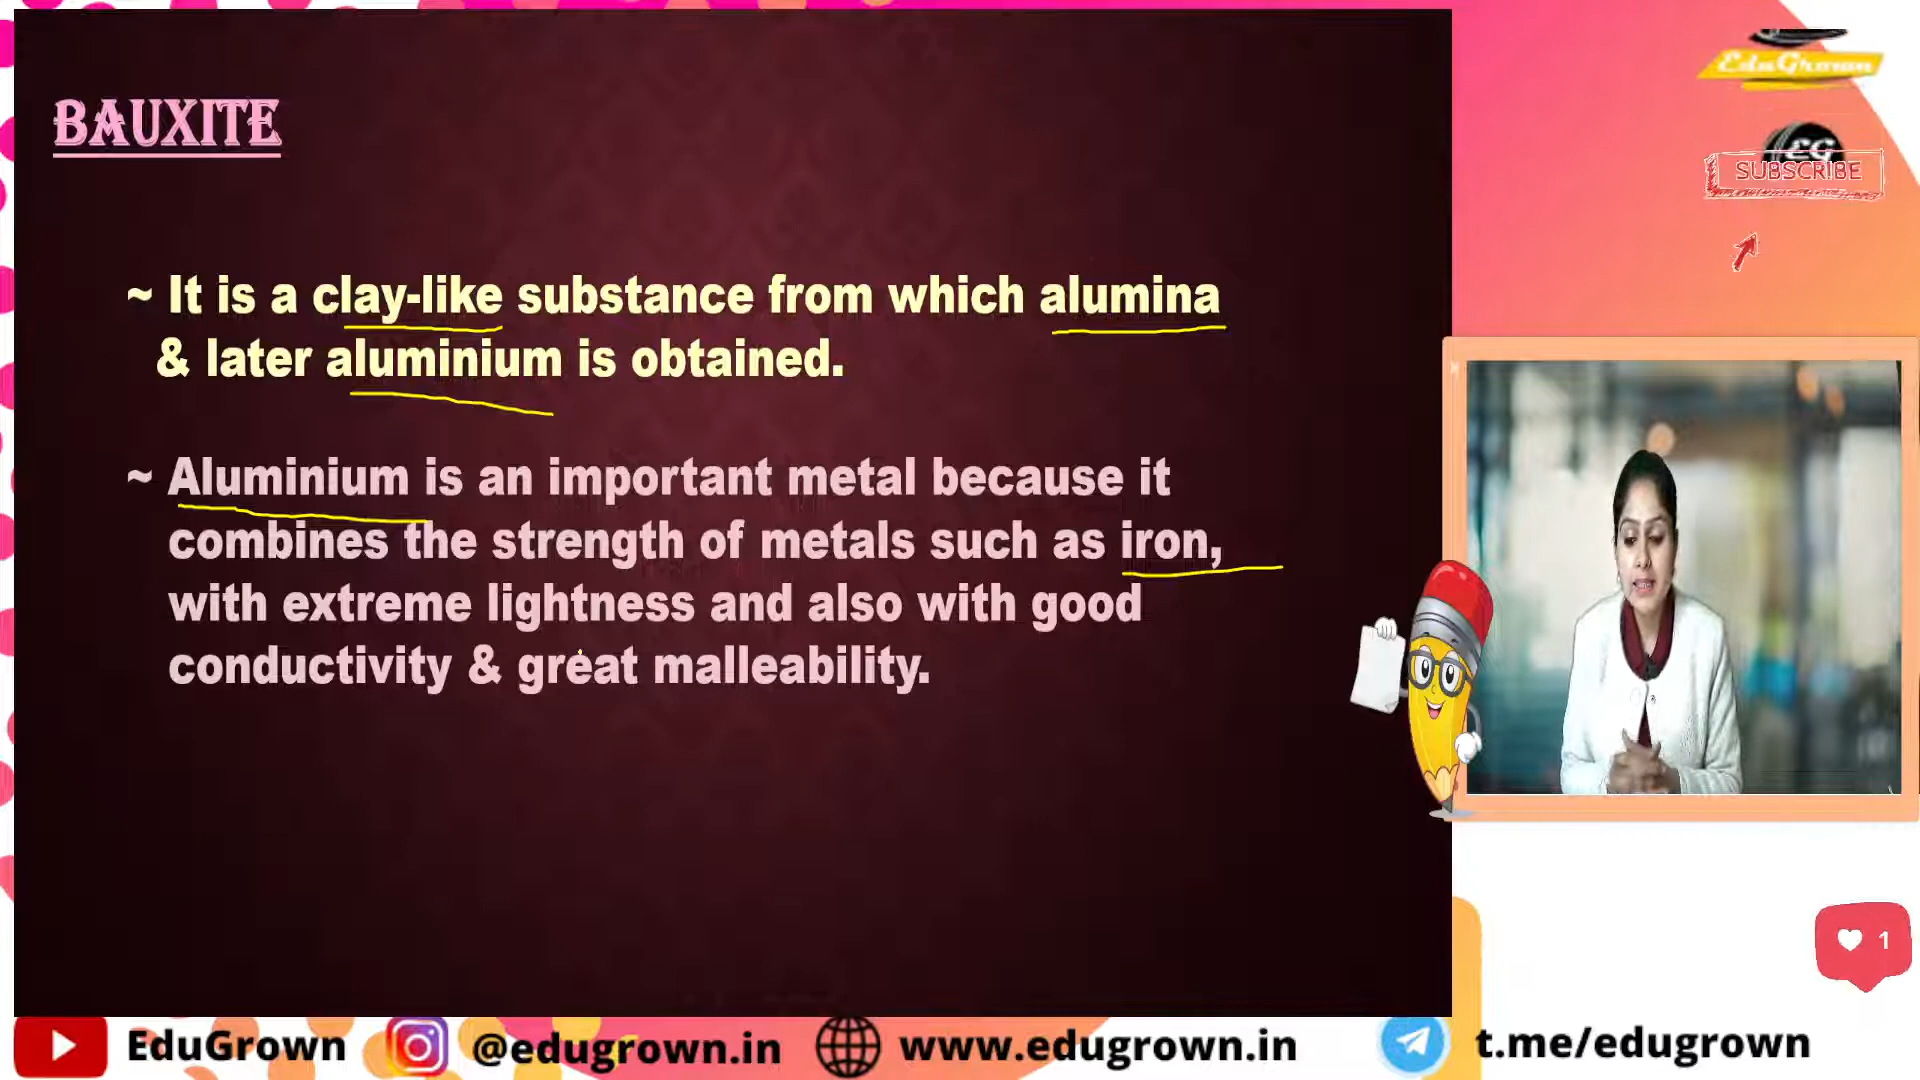 BAUXITE
~ It is a clay-like substance from which alumina
& later aluminium is obtained.
~ Aluminium is an important metal because it
combines the strength of metals such as iron,
with extreme lightness and also with good
conductivity & great malleability.
EduGrown
EG
SUBSCRIBE
1
EduGrown
@edugrown.in
www.edugrown.in
t.me/edugrown